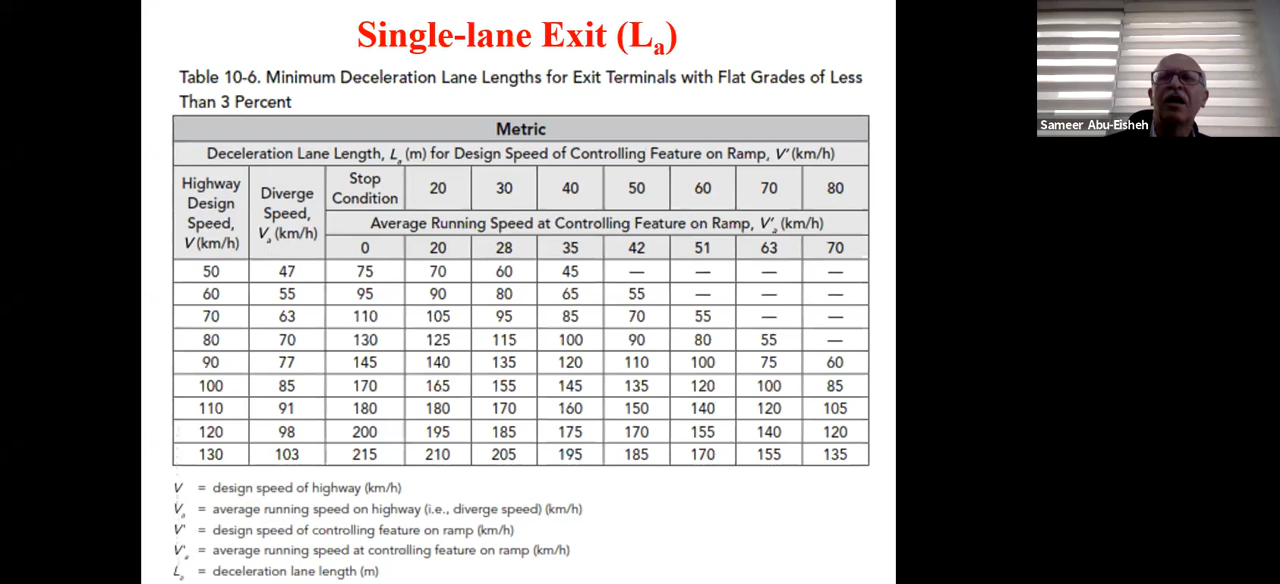 Single-lane Exit (La)
Table 10-6. Minimum Deceleration Lane Lengths for Exit Terminals with Flat Grades of Less
Than 3 Percent
Metric
Deceleration Lane Length, La (m) for Design Speed of Controlling Feature on Ramp, V' (km/h)
Highway Design Speed, V (km/h) Diverge Speed, Va (km/h) Stop Condition 20 30 40 50 60 70 80
Average Running Speed at Controlling Feature on Ramp, V'a (km/h)
0 20 28 35 42 51 63 70
50 47 75 70 60 45 — — — —
60 55 95 90 80 65 55 — — —
70 63 110 105 95 85 70 55 — —
80 70 130 125 115 100 90 80 55 —
90 77 145 140 135 120 110 100 75 60
100 85 170 165 155 145 135 120 100 85
110 91 180 180 170 160 150 140 120 105
120 98 200 195 185 175 170 155 140 120
130 103 215 210 205 195 185 170 155 135
V = design speed of highway (km/h)
Va = average running speed on highway (i.e., diverge speed) (km/h)
V' = design speed of controlling feature on ramp (km/h)
V'a = average running speed at controlling feature on ramp (km/h)
La = deceleration lane length (m)
Sameer Abu-Eisheh